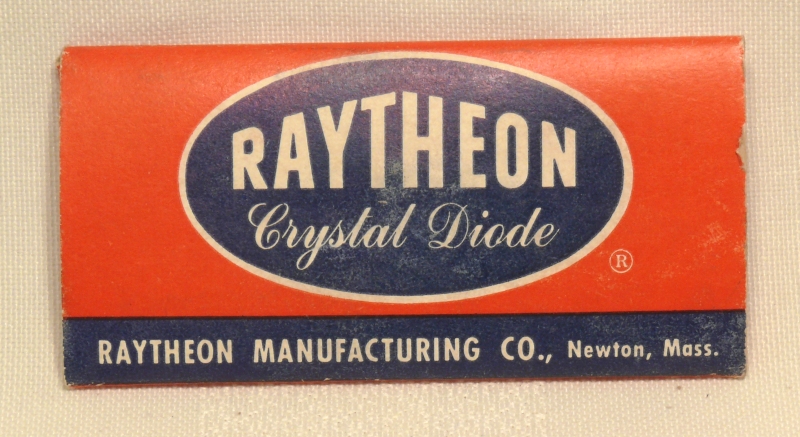 RAYTHEON
Crystal Diode
®
RAYTHEON MANUFACTURING CO., Newton, Mass.